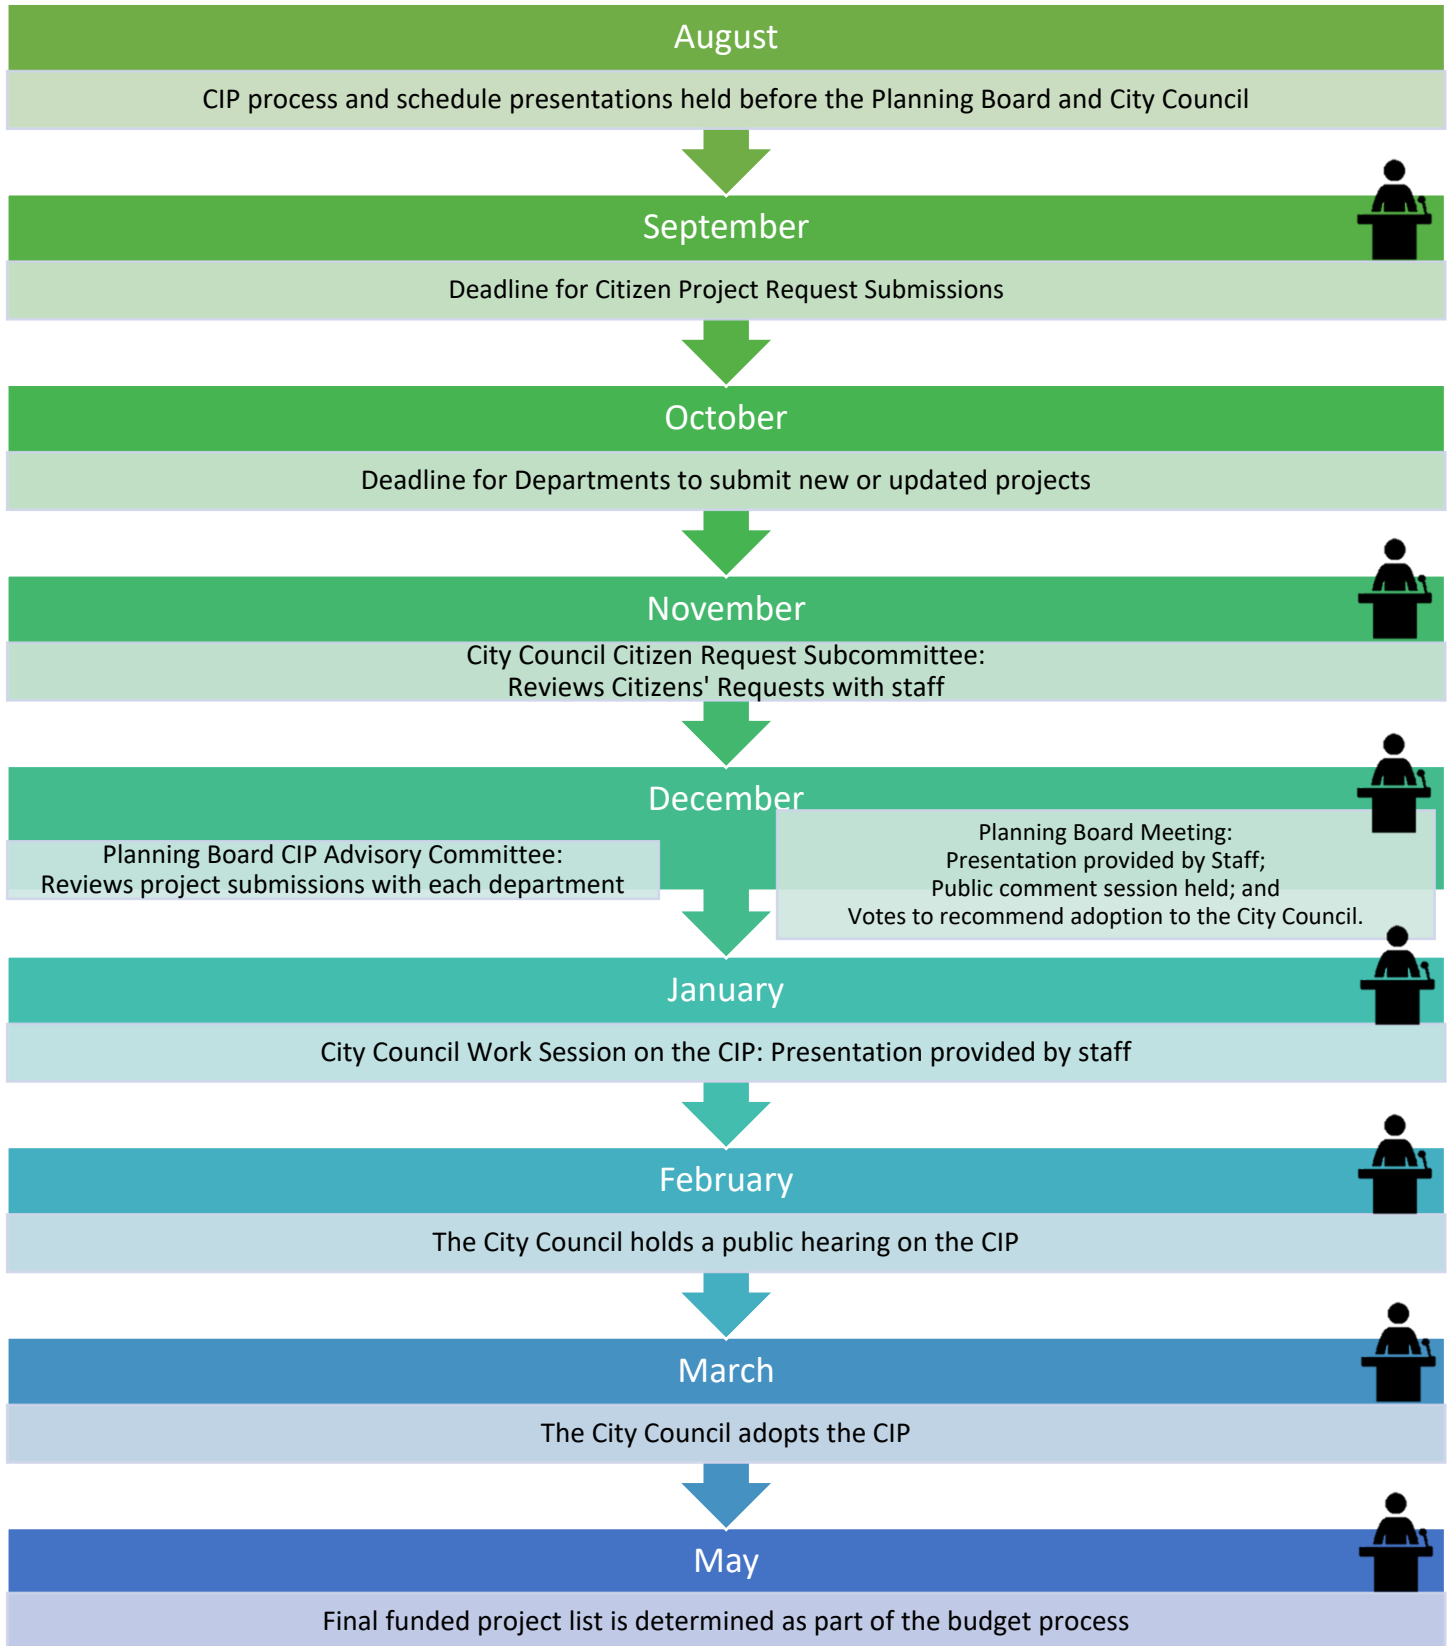 August
CIP process and schedule presentations held before the Planning Board and City Council
September
Deadline for Citizen Project Request Submissions
October
Deadline for Departments to submit new or updated projects
November
City Council Citizen Request Subcommittee:
Reviews Citizens' Requests with staff
December
Planning Board CIP Advisory Committee:
Reviews project submissions with each department
Planning Board Meeting:
Presentation provided by Staff;
Public comment session held; and
Votes to recommend adoption to the City Council.
January
City Council Work Session on the CIP: Presentation provided by staff
February
The City Council holds a public hearing on the CIP
March
The City Council adopts the CIP
May
Final funded project list is determined as part of the budget process